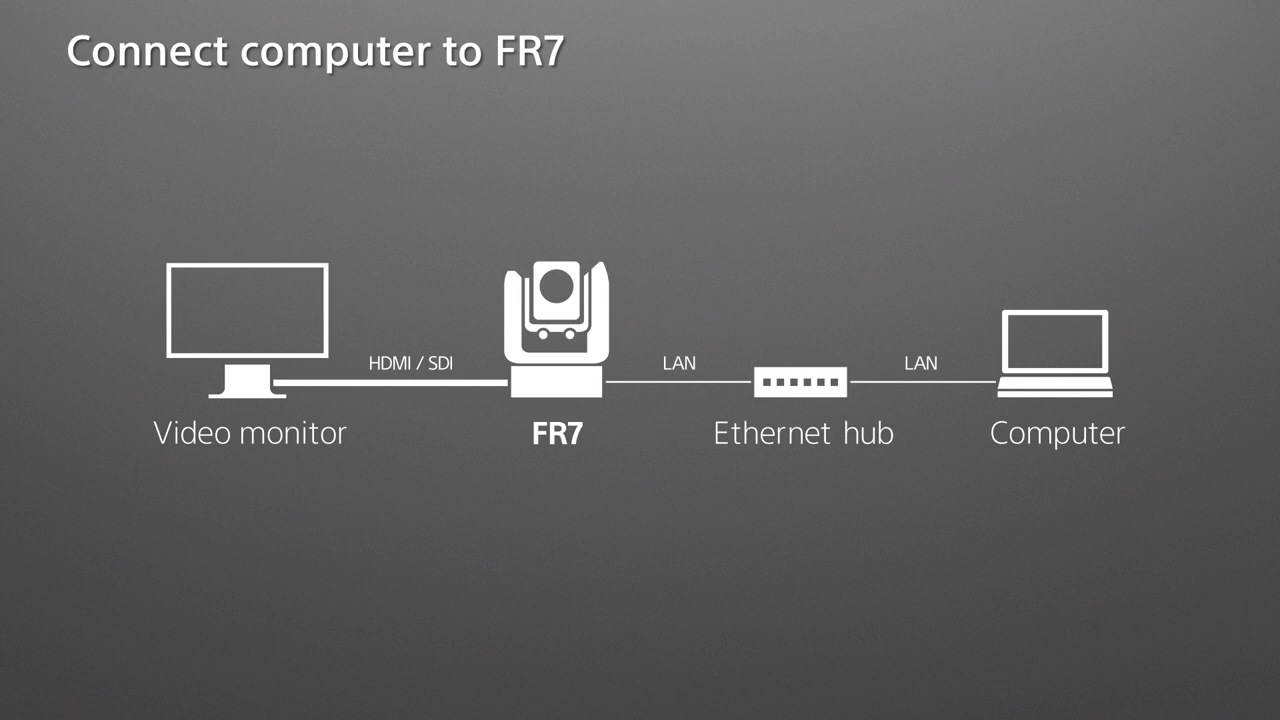 Connect computer to FR7
HDMI / SDI
LAN
LAN
Video monitor
FR7
Ethernet hub
Computer